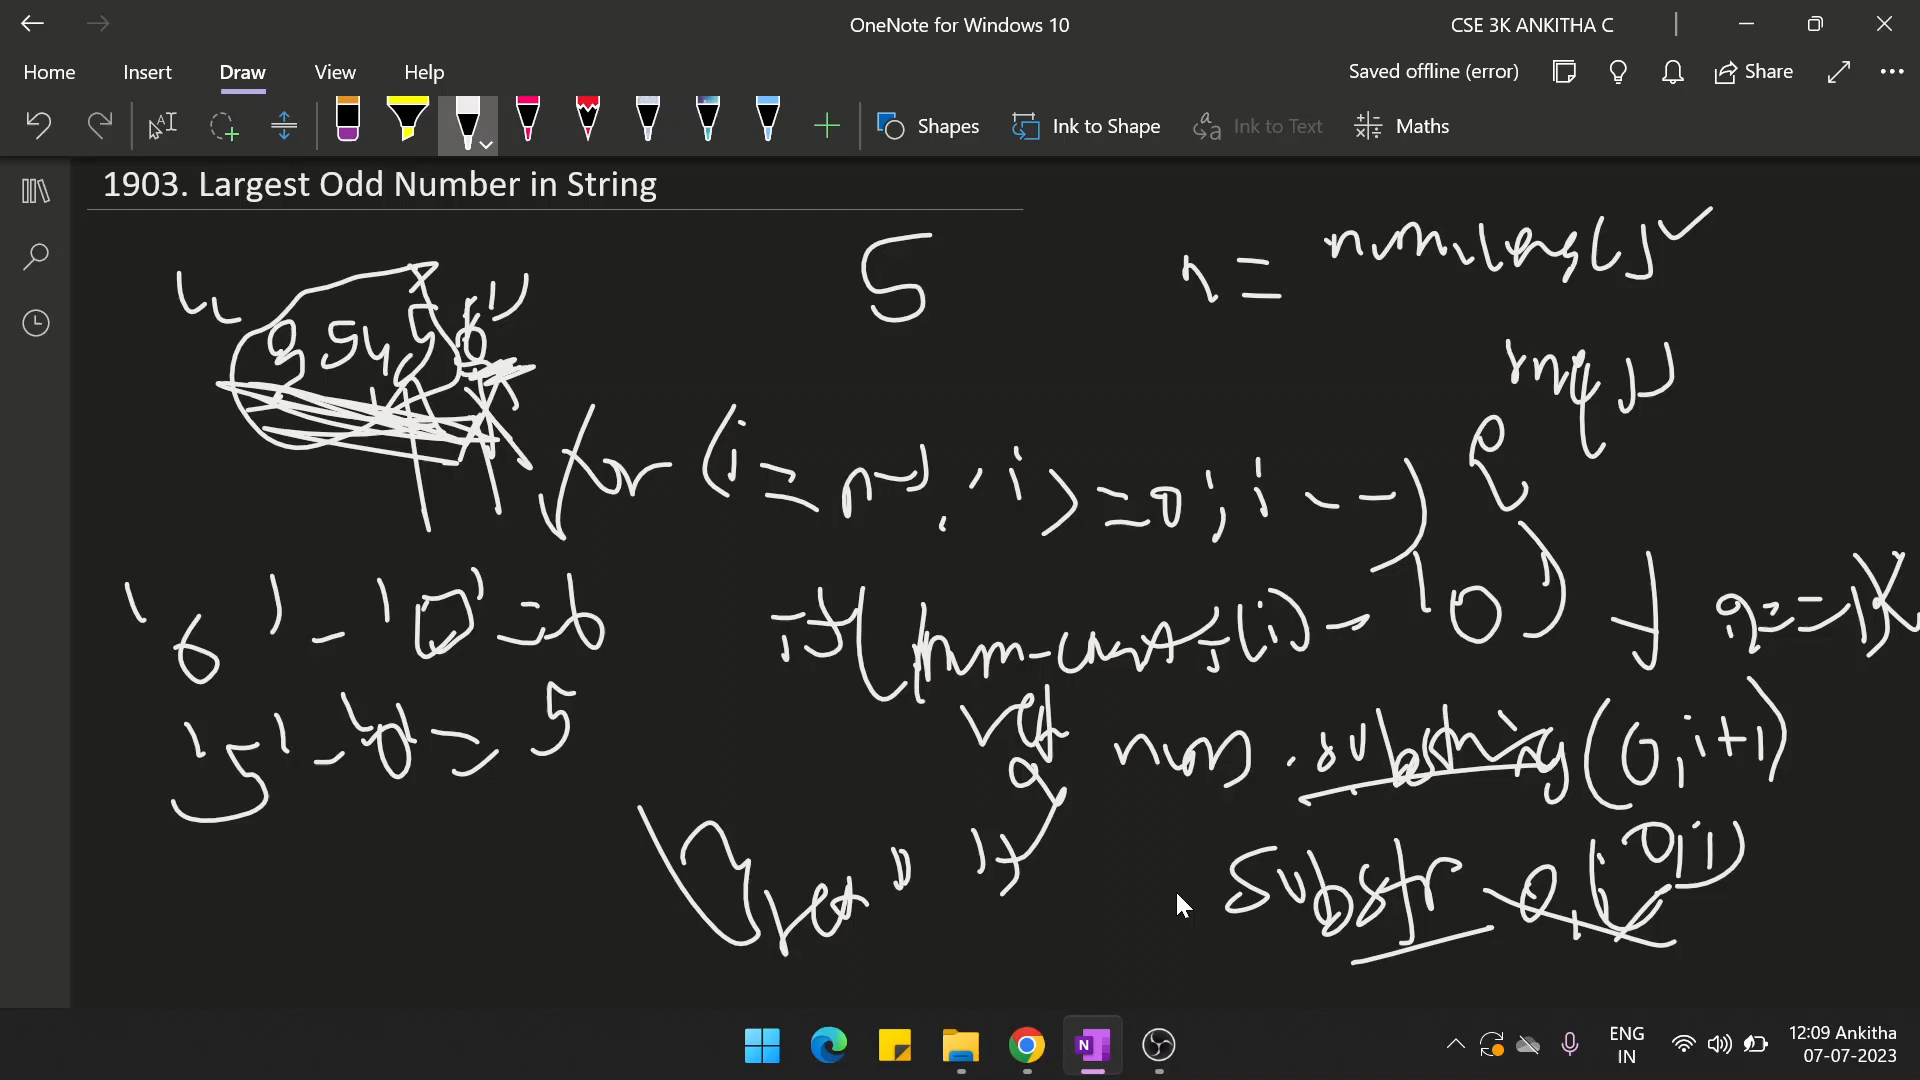 OneNote for Windows 10
CSE 3K ANKITHA C
Home Insert Draw View Help
Saved offline (error)
Share
Shapes
Ink to Shape
Ink to Text
Maths
1903. Largest Odd Number in String
5
n =
" 35456 "
for (i = n-1; i >= 0; i--) {
'6' - '0' = 6
if (num.charAt(i) - '0') % 2 == 1) {
'5' - '0' = 5
ret num.substring(0,i+1)
} ret "";
substr 0,i
ENG
IN
12:09 Ankitha
07-07-2023